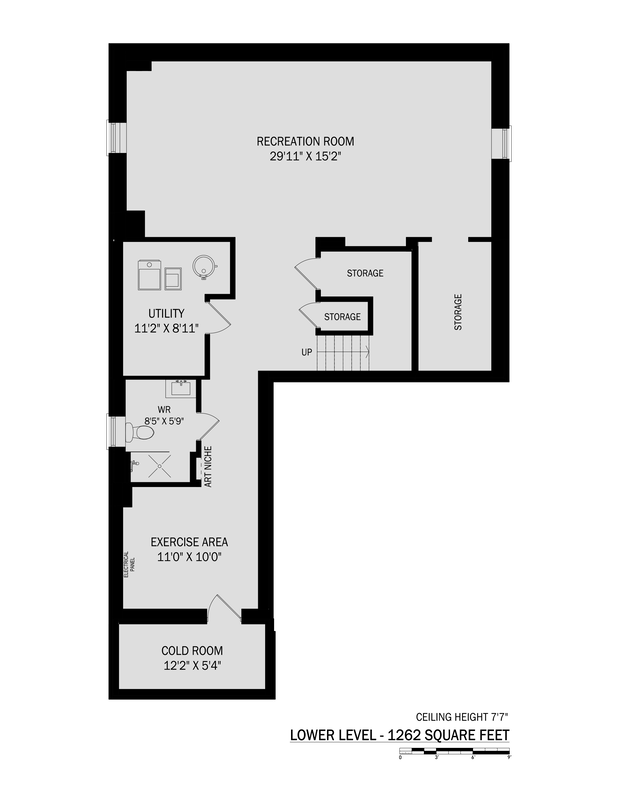 RECREATION ROOM
29'11" X 15'2"
STORAGE
STORAGE
STORAGE
UTILITY
11'2" X 8'11"
UP
WR
8'5" X 5'9"
ART NICHE
EXERCISE AREA
11'0" X 10'0"
ELECTRICAL
PANEL
COLD ROOM
12'2" X 5'4"
CEILING HEIGHT 7'7"
LOWER LEVEL - 1262 SQUARE FEET
0 3' 6' 9'